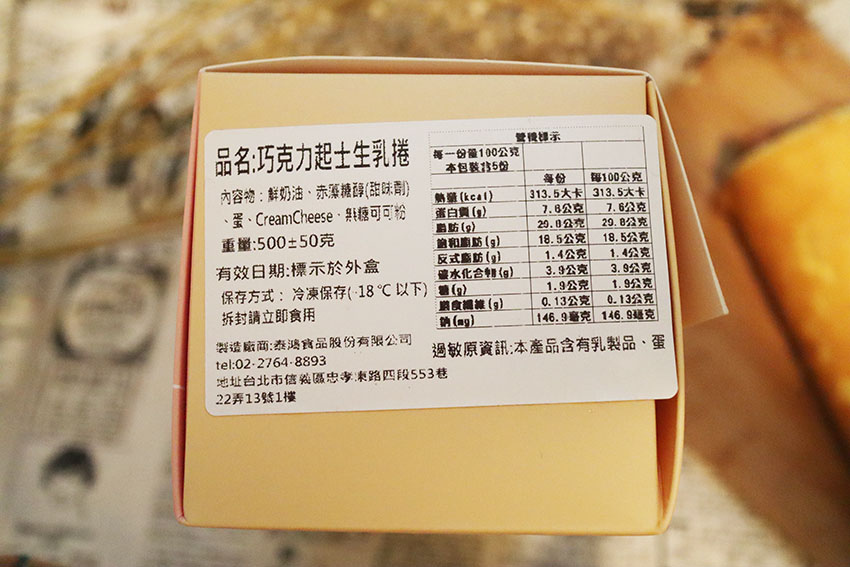 品名:巧克力起士生乳捲
內容物：鮮奶油、赤藻糖醇(甜味劑)
、蛋、CreamCheese、無糖可可粉
重量:500±50克
有效日期:標示於外盒
保存方式： 冷凍保存(-18℃以下)
拆封請立即食用
製造廠商:泰鴻食品股份有限公司
tel:02-2764-8893
地址台北市信義區忠孝東路四段553巷
22弄13號1樓
營養標示
每一份量100公克
本包裝含5份
每份 每100公克
熱量(kcal) 313.5大卡 313.5大卡
蛋白質(g) 7.6公克 7.6公克
脂肪(g) 29.8公克 29.8公克
飽和脂肪(g) 18.5公克 18.5公克
反式脂肪(g) 1.4公克 1.4公克
碳水化合物(g) 3.9公克 3.9公克
糖(g) 1.9公克 1.9公克
膳食纖維(g) 0.13公克 0.13公克
鈉(mg) 146.9毫克 146.9毫克
過敏原資訊:本產品含有乳製品、蛋